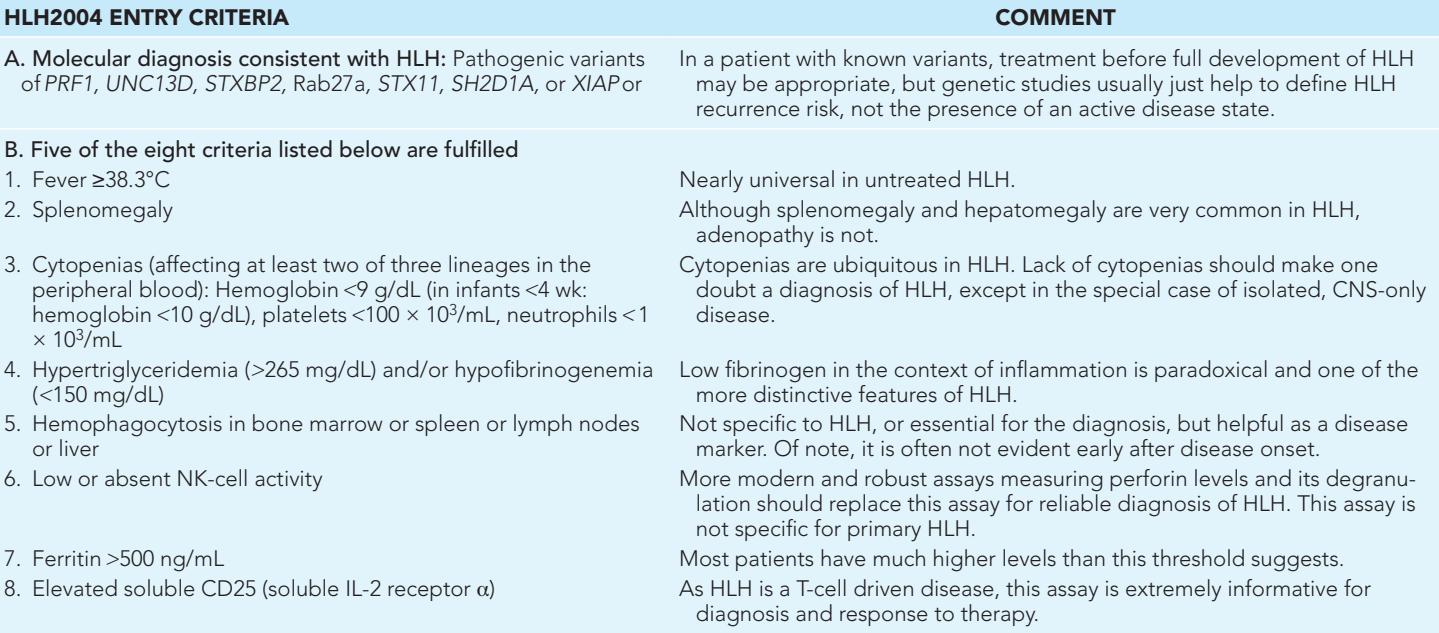 HLH2004 ENTRY CRITERIA COMMENT
A. Molecular diagnosis consistent with HLH: Pathogenic variants
of PRF1, UNC13D, STXBP2, Rab27a, STX11, SH2D1A, or XIAP or
In a patient with known variants, treatment before full development of HLH
may be appropriate, but genetic studies usually just help to define HLH
recurrence risk, not the presence of an active disease state.
B. Five of the eight criteria listed below are fulfilled
1. Fever ≥38.3°C
Nearly universal in untreated HLH.
2. Splenomegaly
Although splenomegaly and hepatomegaly are very common in HLH,
adenopathy is not.
3. Cytopenias (affecting at least two of three lineages in the
peripheral blood): Hemoglobin <9 g/dL (in infants <4 wk:
hemoglobin <10 g/dL), platelets <100 × 10³/mL, neutrophils <1
× 10³/mL
Cytopenias are ubiquitous in HLH. Lack of cytopenias should make one
doubt a diagnosis of HLH, except in the special case of isolated, CNS-only
disease.
4. Hypertriglyceridemia (>265 mg/dL) and/or hypofibrinogenemia
(<150 mg/dL)
Low fibrinogen in the context of inflammation is paradoxical and one of the
more distinctive features of HLH.
5. Hemophagocytosis in bone marrow or spleen or lymph nodes
or liver
Not specific to HLH, or essential for the diagnosis, but helpful as a disease
marker. Of note, it is often not evident early after disease onset.
6. Low or absent NK-cell activity
More modern and robust assays measuring perforin levels and its degranu-
lation should replace this assay for reliable diagnosis of HLH. This assay is
not specific for primary HLH.
7. Ferritin >500 ng/mL
Most patients have much higher levels than this threshold suggests.
8. Elevated soluble CD25 (soluble IL-2 receptor α)
As HLH is a T-cell driven disease, this assay is extremely informative for
diagnosis and response to therapy.